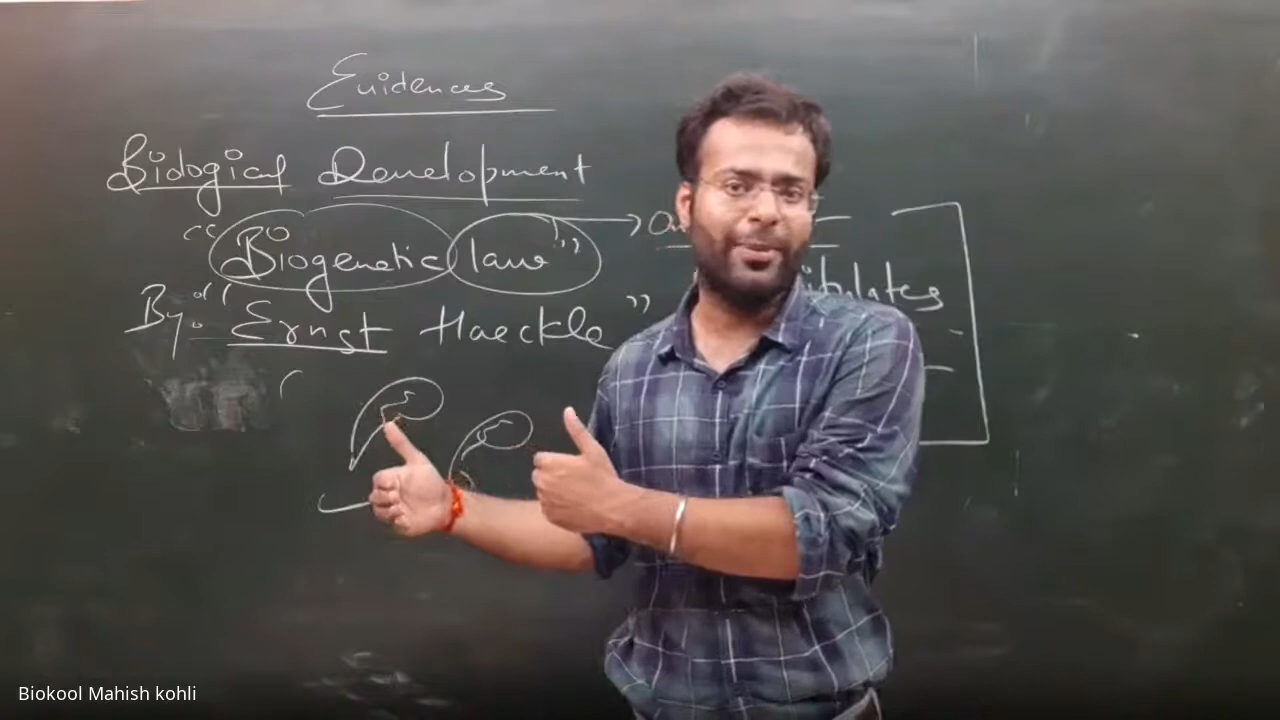 Evidences
Biological Development
"Biogenetic law" →
By:- "Ernst Haeckle"
Biokool Mahish kohli